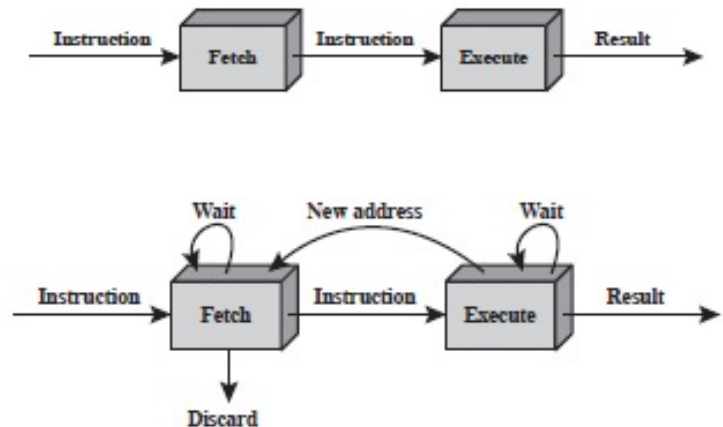 Instruction Fetch Instruction Execute Result
Wait New address Wait
Instruction Fetch Instruction Execute Result
Discard